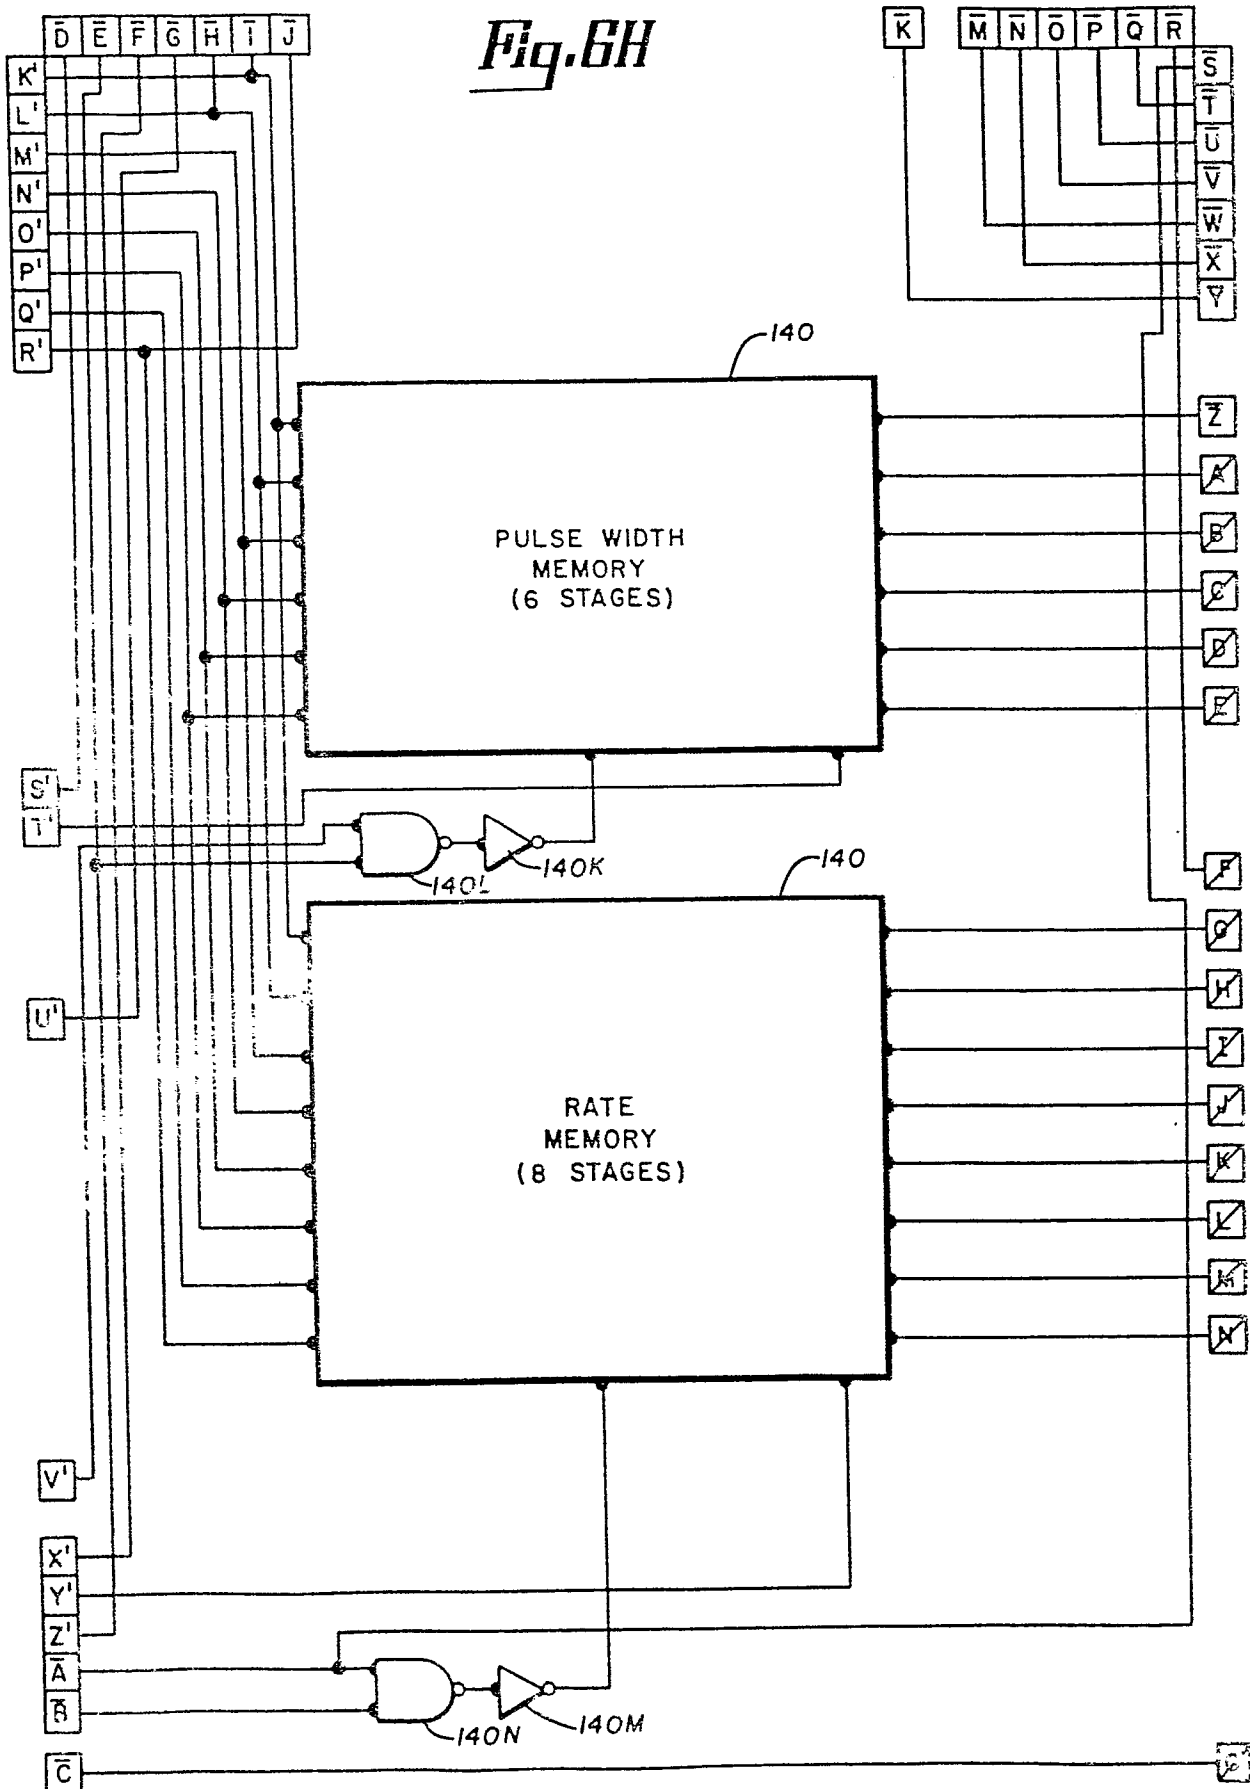 Fig. 6H
D̅ E̅ F̅ G̅ H̅ I̅ J̅
K̅
M̅ N̅ O̅ P̅ Q̅ R̅
K'
L'
M'
N'
O'
P'
Q'
R'
S̅
T̅
U̅
V̅
W̅
X̅
Y̅
140
PULSE WIDTH
MEMORY
(6 STAGES)
Z̅
A
B
C
D
E
S'
T'
140L
140K
140
F
U'
RATE
MEMORY
(8 STAGES)
G
H
I
J
K
L
M
N
V'
X'
Y'
Z'
A̅
B̅
140N
140M
C̅